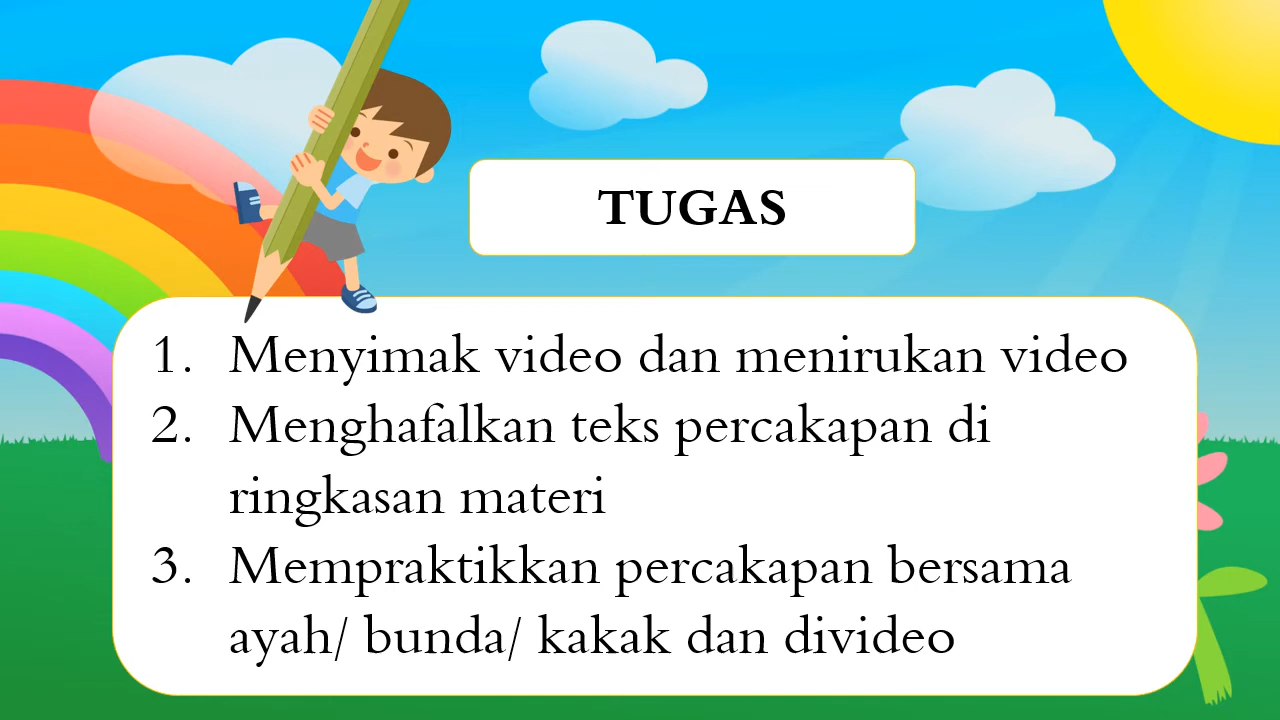 TUGAS
1. Menyimak video dan menirukan video
2. Menghafalkan teks percakapan di
ringkasan materi
3. Mempraktikkan percakapan bersama
ayah/ bunda/ kakak dan divideo